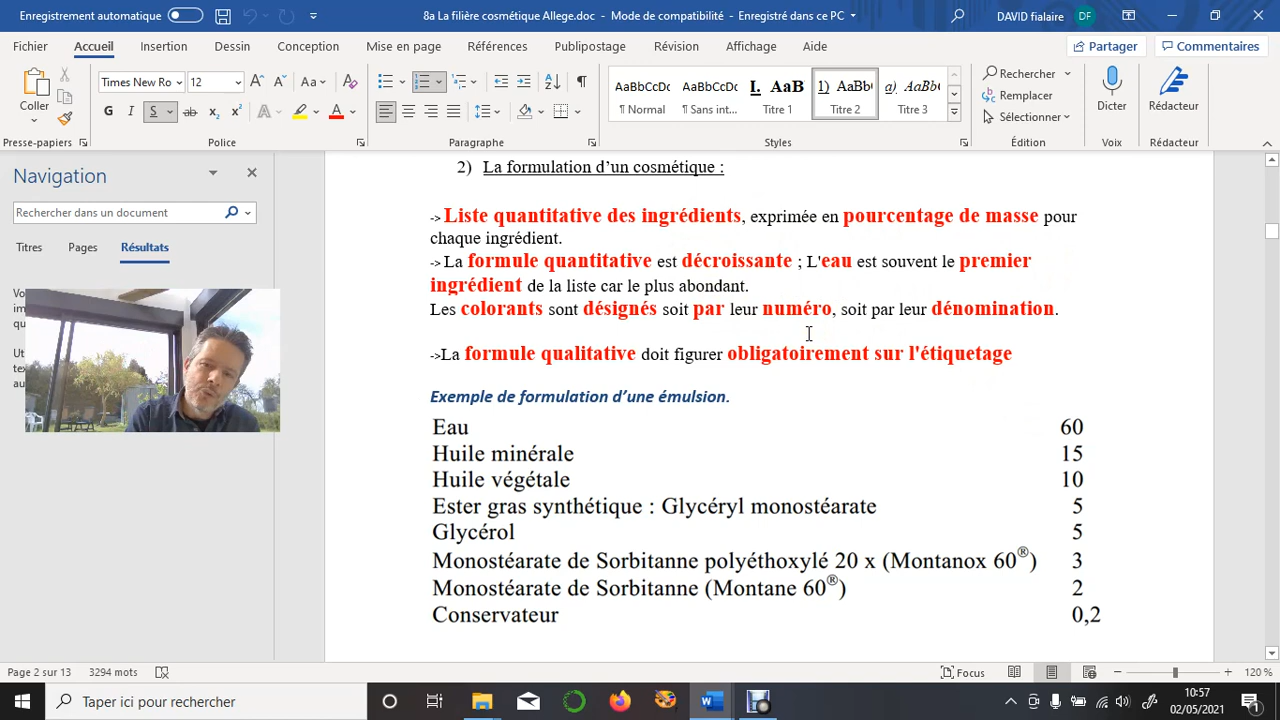 Enregistrement automatique
8a La filière cosmétique Allege.doc - Mode de compatibilité - Enregistré dans ce PC
DAVID fialaire
DF
Fichier Accueil Insertion Dessin Conception Mise en page Références Publipostage Révision Affichage Aide
Partager Commentaires
Coller
Times New Ro 12
AaBbCcDc ¶ Normal
AaBbCcDc ¶ Sans int...
I. AaB Titre 1
1) AaBb Titre 2
a) AaBb Titre 3
Rechercher
Remplacer
Sélectionner
Dicter
Rédacteur
Presse-papiers Police Paragraphe Styles Édition Voix Rédacteur
Navigation
Rechercher dans un document
Titres Pages Résultats
2) La formulation d'un cosmétique :
-> Liste quantitative des ingrédients, exprimée en pourcentage de masse pour
chaque ingrédient.
-> La formule quantitative est décroissante ; L'eau est souvent le premier
ingrédient de la liste car le plus abondant.
Les colorants sont désignés soit par leur numéro, soit par leur dénomination.
->La formule qualitative doit figurer obligatoirement sur l'étiquetage
Exemple de formulation d'une émulsion.
Eau 60
Huile minérale 15
Huile végétale 10
Ester gras synthétique : Glycéryl monostéarate 5
Glycérol 5
Monostéarate de Sorbitanne polyéthoxylé 20 x (Montanox 60®) 3
Monostéarate de Sorbitanne (Montane 60®) 2
Conservateur 0,2
Page 2 sur 13 3294 mots
Focus
120 %
Taper ici pour rechercher
10:57
02/05/2021